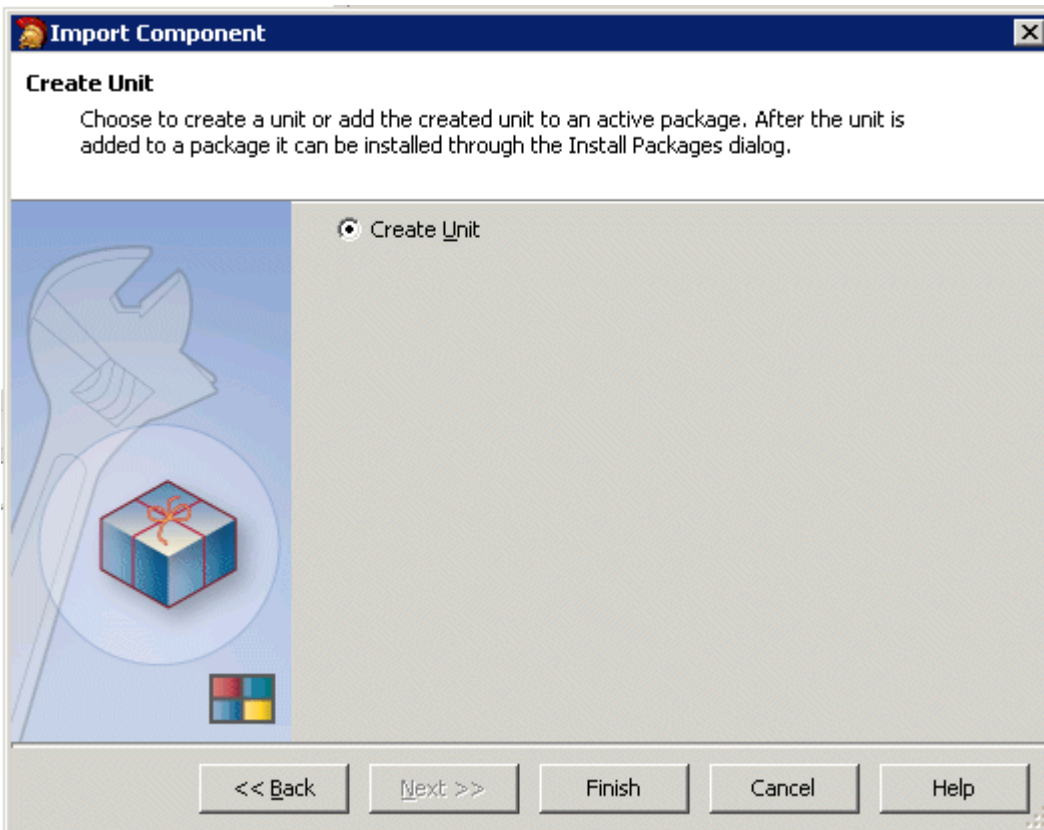 Import Component
Create Unit
Choose to create a unit or add the created unit to an active package. After the unit is
added to a package it can be installed through the Install Packages dialog.
Create Unit
<< Back
Next >>
Finish
Cancel
Help